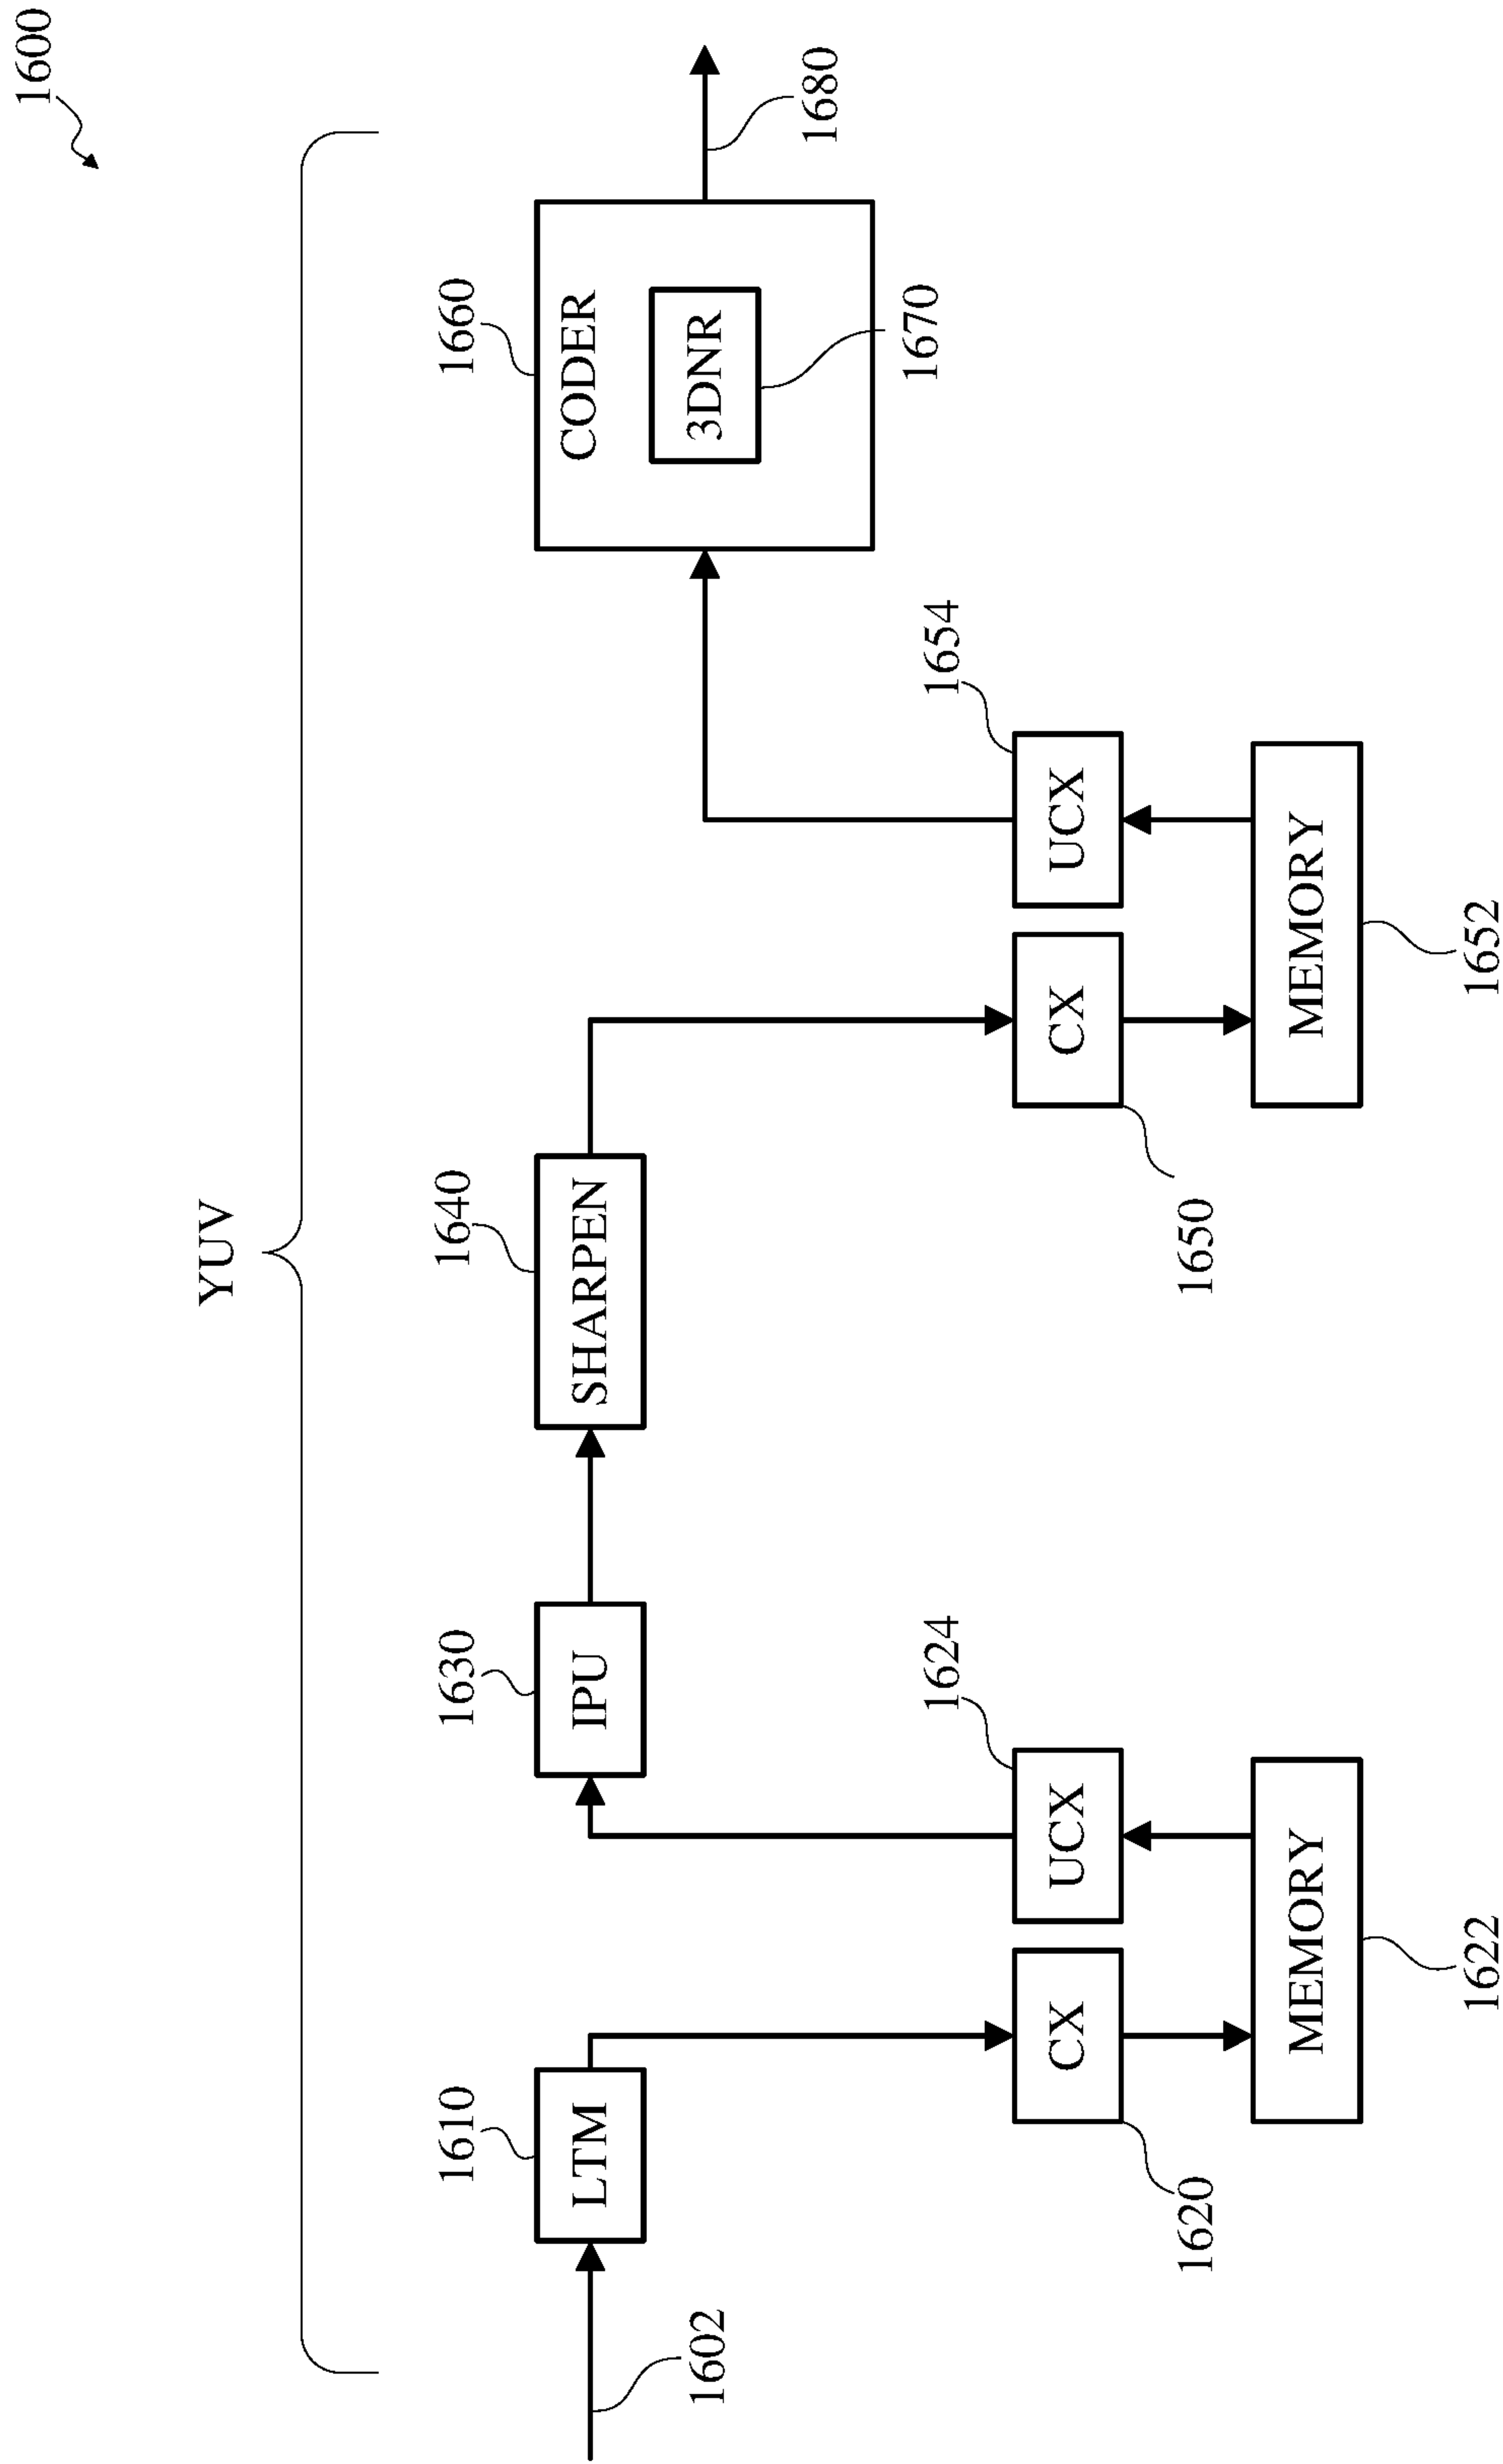 1600
YUV
1610
1630
1640
1660
LTM
IPU
SHARPEN
CODER
3DNR
1602
1680
1624
1654
1670
CX
UCX
CX
UCX
1620
1650
MEMORY
MEMORY
1622
1652